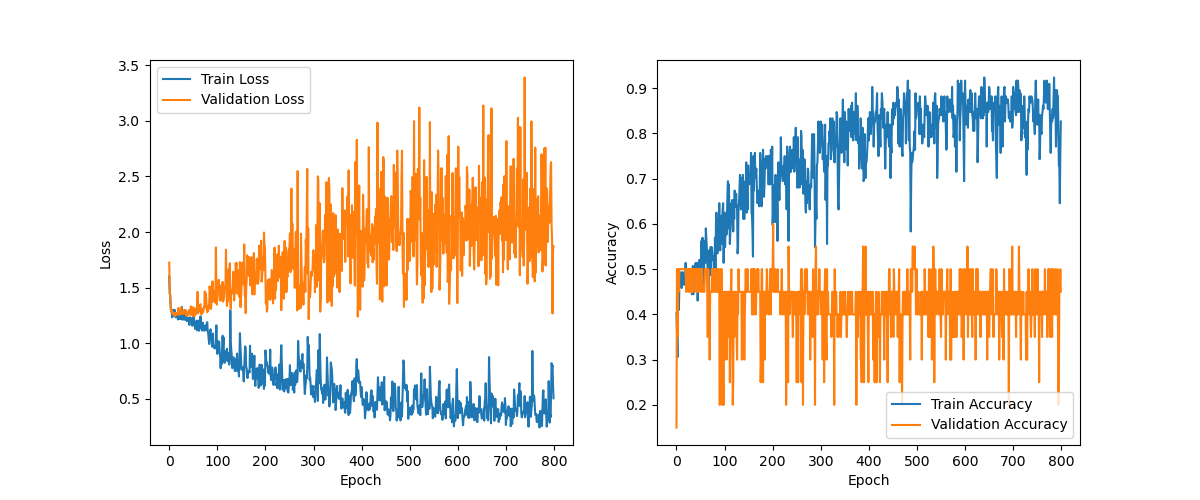 3.5
3.0
2.5
2.0
1.5
1.0
0.5
Loss
Train Loss
Validation Loss
0 100 200 300 400 500 600 700 800
Epoch
0.9
0.8
0.7
0.6
0.5
0.4
0.3
0.2
Accuracy
Train Accuracy
Validation Accuracy
0 100 200 300 400 500 600 700 800
Epoch